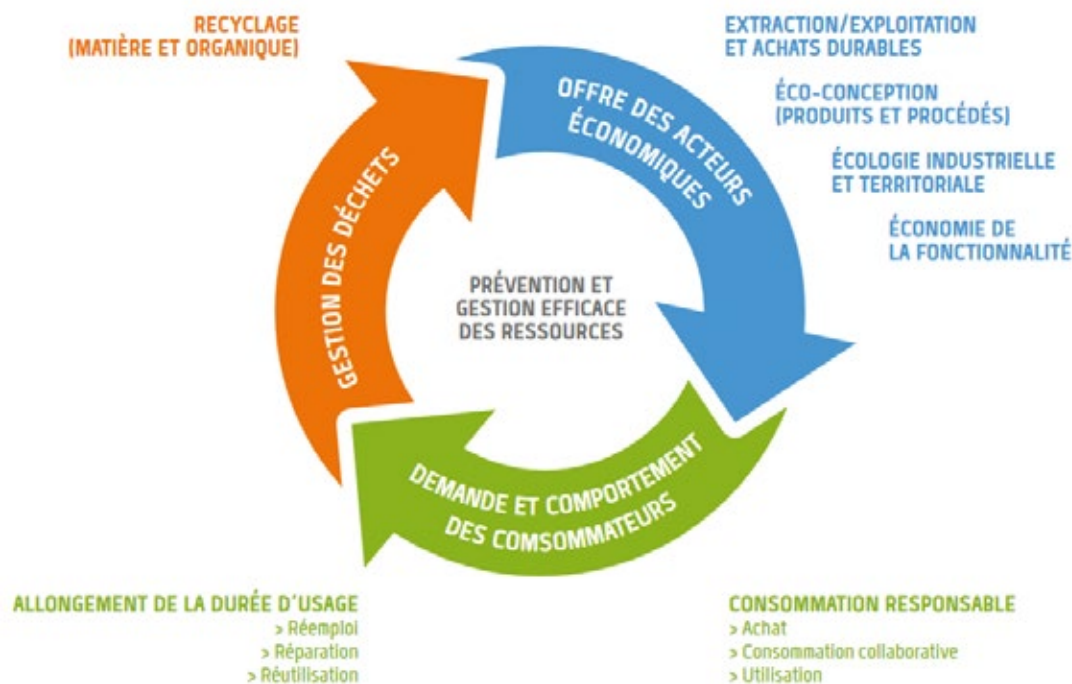 RECYCLAGE
(MATIÈRE ET ORGANIQUE)
EXTRACTION/EXPLOITATION
ET ACHATS DURABLES
ÉCO-CONCEPTION
(PRODUITS ET PROCÉDÉS)
ÉCOLOGIE INDUSTRIELLE
ET TERRITORIALE
ÉCONOMIE DE
LA FONCTIONNALITÉ
OFFRE DES ACTEURS
ÉCONOMIQUES
GESTION DES DÉCHETS
PRÉVENTION ET
GESTION EFFICACE
DES RESSOURCES
DEMANDE ET COMPORTEMENT
DES COMSOMMATEURS
ALLONGEMENT DE LA DURÉE D'USAGE
> Réemploi
> Réparation
> Réutilisation
CONSOMMATION RESPONSABLE
> Achat
> Consommation collaborative
> Utilisation